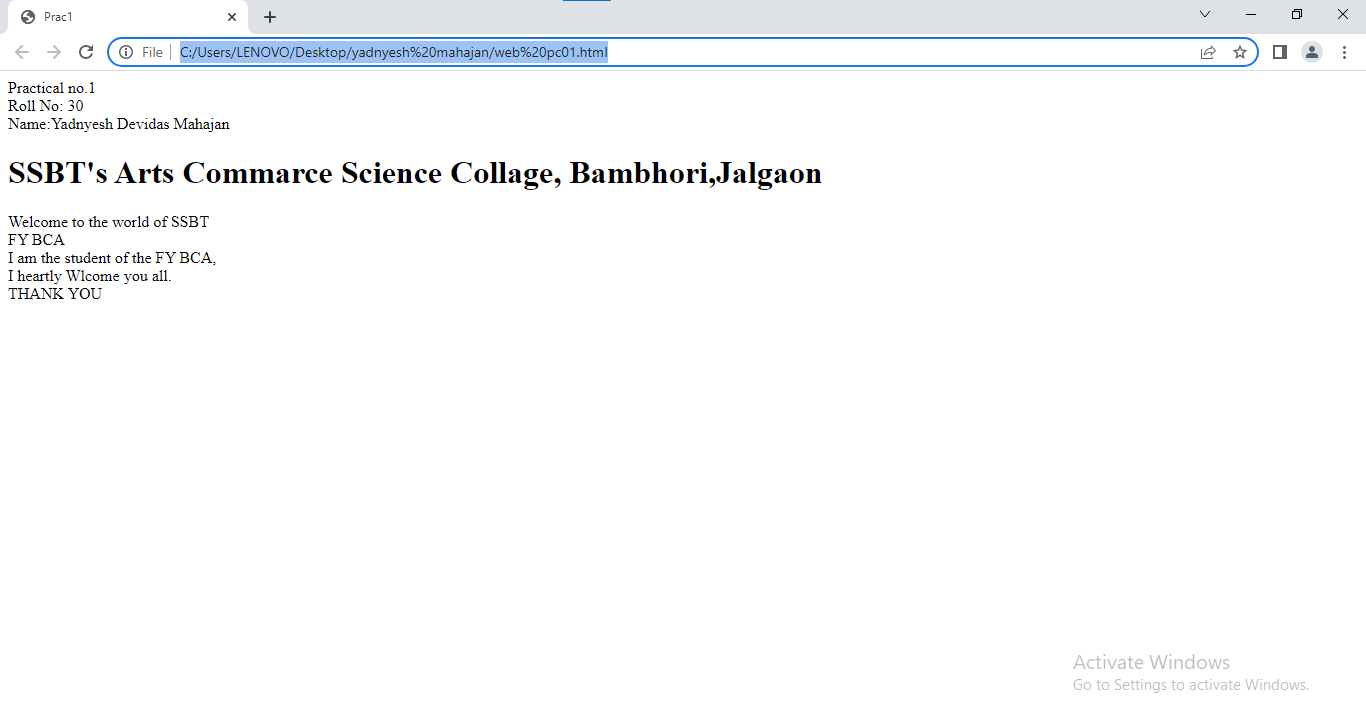 Prac1
File C:/Users/LENOVO/Desktop/yadnyesh%20mahajan/web%20pc01.html
Practical no.1
Roll No: 30
Name:Yadnyesh Devidas Mahajan
SSBT's Arts Commarce Science Collage, Bambhori,Jalgaon
Welcome to the world of SSBT
FY BCA
I am the student of the FY BCA,
I heartly Wlcome you all.
THANK YOU
Activate Windows
Go to Settings to activate Windows.